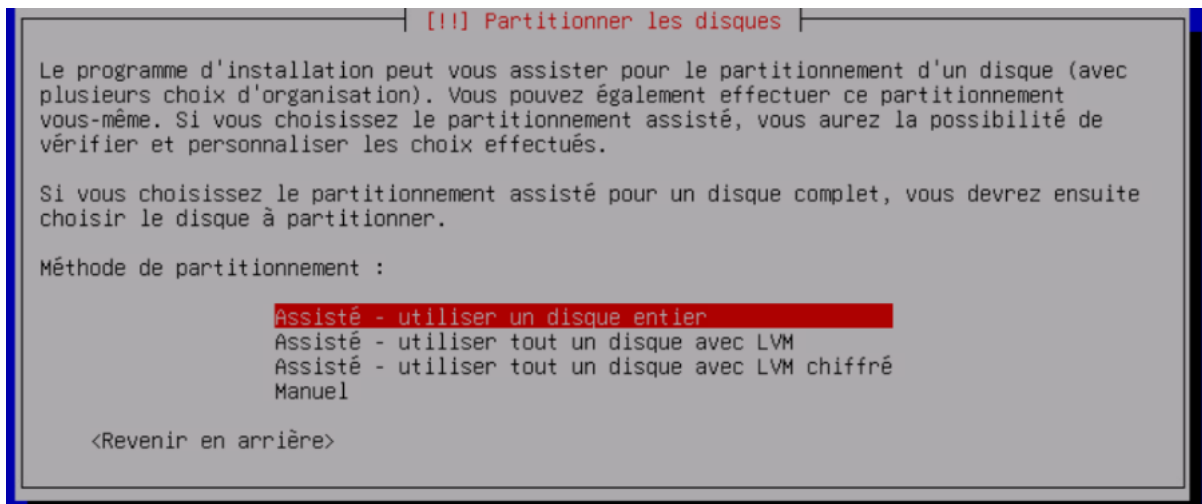 [!!] Partitionner les disques
Le programme d'installation peut vous assister pour le partitionnement d'un disque (avec
plusieurs choix d'organisation). Vous pouvez également effectuer ce partitionnement
vous-même. Si vous choisissez le partitionnement assisté, vous aurez la possibilité de
vérifier et personnaliser les choix effectués.
Si vous choisissez le partitionnement assisté pour un disque complet, vous devrez ensuite
choisir le disque à partitionner.
Méthode de partitionnement :
Assisté - utiliser un disque entier
Assisté - utiliser tout un disque avec LVM
Assisté - utiliser tout un disque avec LVM chiffré
Manuel
<Revenir en arrière>